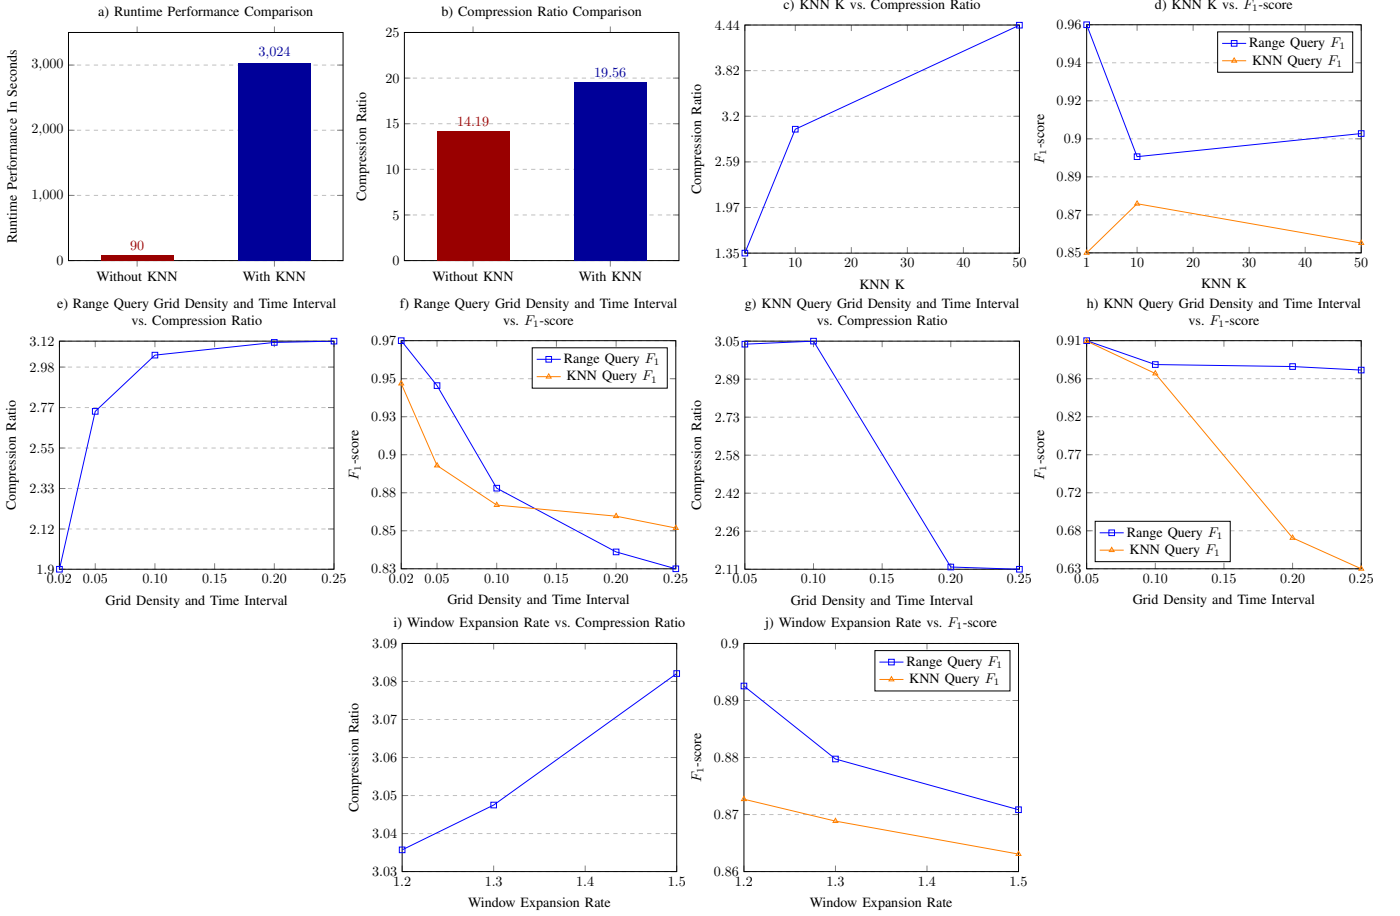 a) Runtime Performance Comparison
Runtime Performance In Seconds
3,000
2,000
1,000
0
90
3,024
Without KNN
With KNN
b) Compression Ratio Comparison
Compression Ratio
25
20
15
10
5
0
14.19
19.56
Without KNN
With KNN
c) KNN K vs. Compression Ratio
Compression Ratio
4.44
3.82
3.2
2.59
1.97
1.35
1 10 20 30 40 50
KNN K
d) KNN K vs. F1-score
F1-score
0.96
0.94
0.92
0.9
0.89
0.87
0.85
Range Query F1
KNN Query F1
1 10 20 30 40 50
KNN K
e) Range Query Grid Density and Time Interval
vs. Compression Ratio
Compression Ratio
3.12
2.98
2.77
2.55
2.33
2.12
1.9
0.02 0.05 0.10 0.15 0.20 0.25
Grid Density and Time Interval
f) Range Query Grid Density and Time Interval
vs. F1-score
F1-score
0.97
0.95
0.93
0.9
0.88
0.85
0.83
Range Query F1
KNN Query F1
0.02 0.05 0.10 0.15 0.20 0.25
Grid Density and Time Interval
g) KNN Query Grid Density and Time Interval
vs. Compression Ratio
Compression Ratio
3.05
2.89
2.73
2.58
2.42
2.26
2.11
0.05 0.10 0.15 0.20 0.25
Grid Density and Time Interval
h) KNN Query Grid Density and Time Interval
vs. F1-score
F1-score
0.91
0.86
0.82
0.77
0.72
0.68
0.63
Range Query F1
KNN Query F1
0.05 0.10 0.15 0.20 0.25
Grid Density and Time Interval
i) Window Expansion Rate vs. Compression Ratio
Compression Ratio
3.09
3.08
3.07
3.06
3.05
3.04
3.03
1.2 1.3 1.4 1.5
Window Expansion Rate
j) Window Expansion Rate vs. F1-score
F1-score
0.9
0.89
0.88
0.87
0.86
Range Query F1
KNN Query F1
1.2 1.3 1.4 1.5
Window Expansion Rate